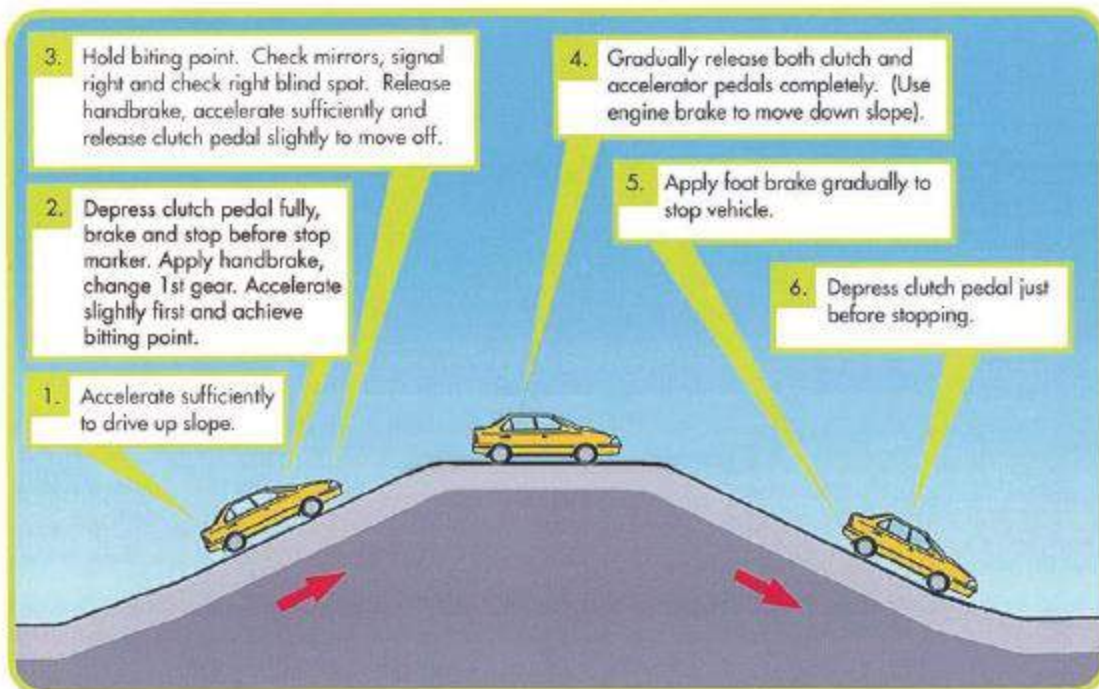 1. Accelerate sufficiently
to drive up slope.
2. Depress clutch pedal fully,
brake and stop before stop
marker. Apply handbrake,
change 1st gear. Accelerate
slightly first and achieve
bitting point.
3. Hold biting point. Check mirrors, signal
right and check right blind spot. Release
handbrake, accelerate sufficiently and
release clutch pedal slightly to move off.
4. Gradually release both clutch and
accelerator pedals completely. (Use
engine brake to move down slope).
5. Apply foot brake gradually to
stop vehicle.
6. Depress clutch pedal just
before stopping.